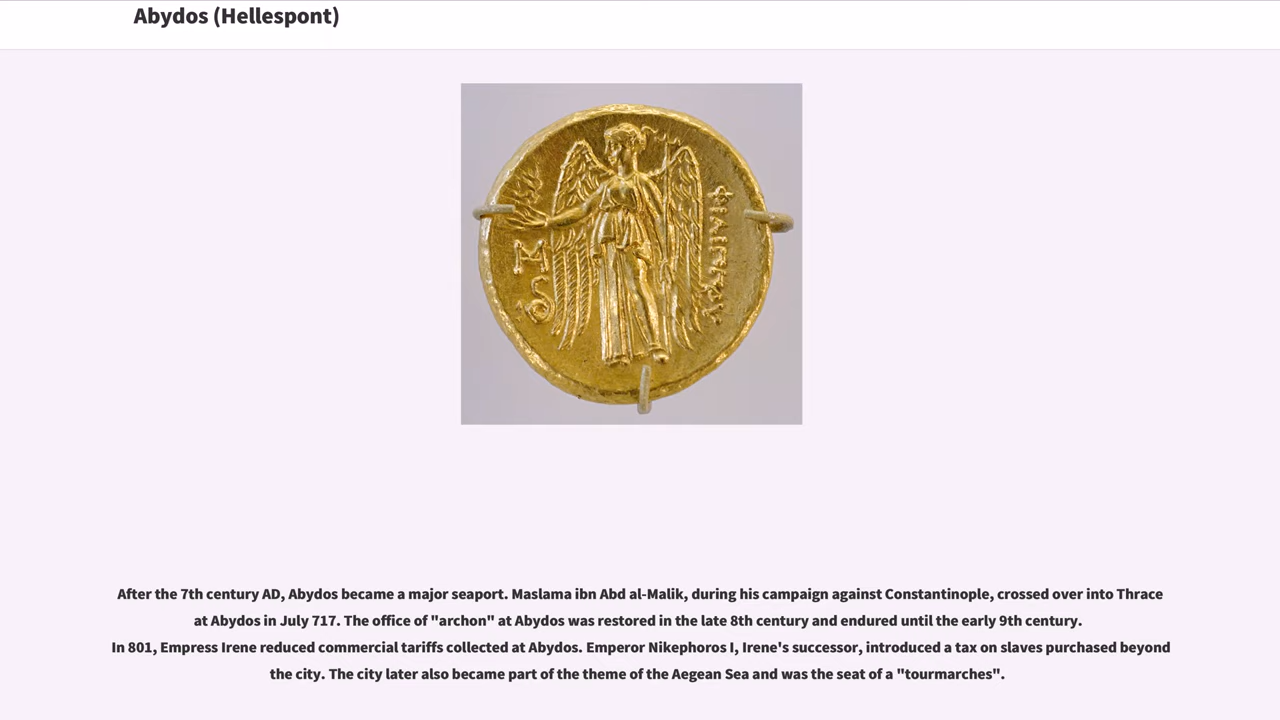 Abydos (Hellespont)
ΦΙΛΙΠΠΟΥ
Μ
After the 7th century AD, Abydos became a major seaport. Maslama ibn Abd al-Malik, during his campaign against Constantinople, crossed over into Thrace
at Abydos in July 717. The office of "archon" at Abydos was restored in the late 8th century and endured until the early 9th century.
In 801, Empress Irene reduced commercial tariffs collected at Abydos. Emperor Nikephoros I, Irene's successor, introduced a tax on slaves purchased beyond
the city. The city later also became part of the theme of the Aegean Sea and was the seat of a "tourmarches".